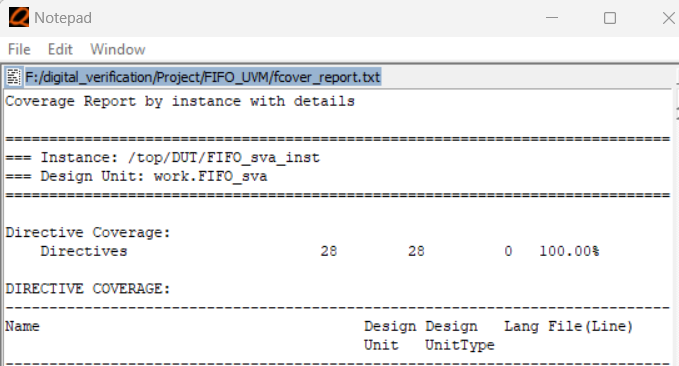 Notepad
File Edit Window
F:/digital_verification/Project/FIFO_UVM/fcover_report.txt
Coverage Report by instance with details
=================================================================================
=== Instance: /top/DUT/FIFO_sva_inst
=== Design Unit: work.FIFO_sva
=================================================================================
Directive Coverage:
    Directives                      28        28         0   100.00%
DIRECTIVE COVERAGE:
---------------------------------------------------------------------------------
Name                                     Design Design   Lang File(Line)
                                         Unit   UnitType
---------------------------------------------------------------------------------